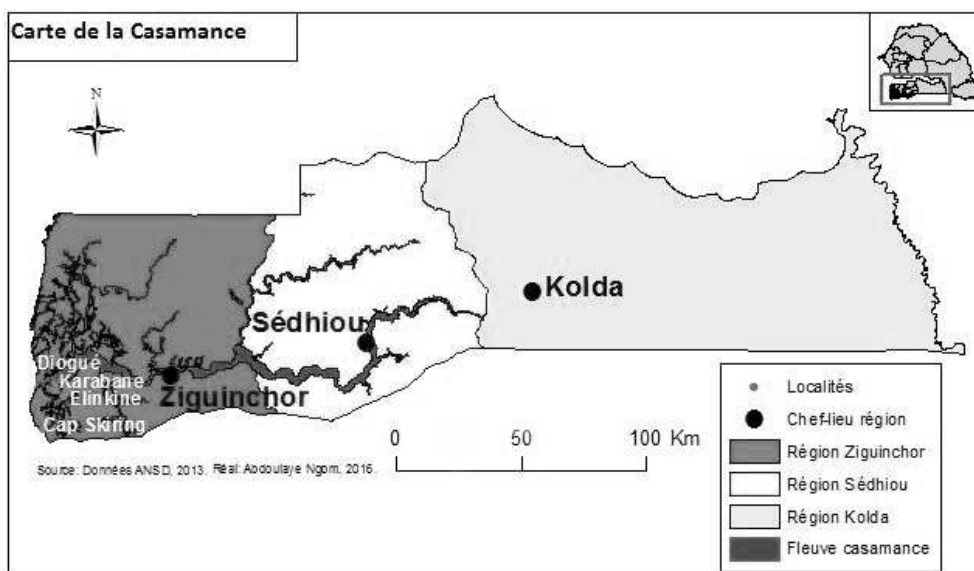 Carte de la Casamance
N
Kolda
Sédhiou
Diogué
Karabane
Elinkine
Ziguinchor
Cap Skiring
0 50 100 Km
Source: Données ANSD, 2013. Réal: Abdoulaye Ngom, 2016.
Localités
Chef-lieu région
Région Ziguinchor
Région Sédhiou
Région Kolda
Fleuve casamance